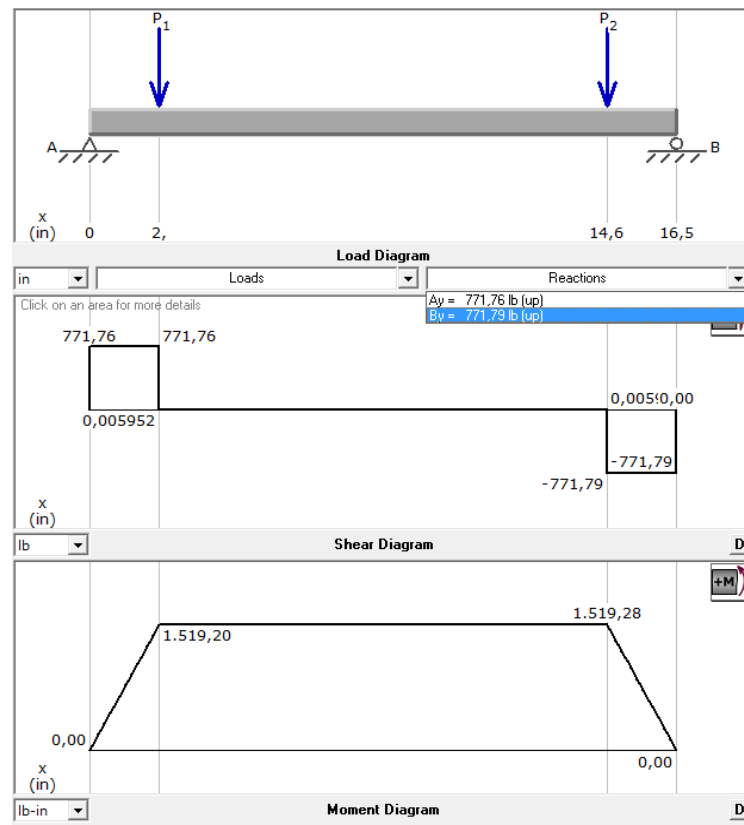 P1 P2
A B
x
(in) 0 2, 14,6 16,5
Load Diagram
in Loads Reactions
Click on an area for more details
Ay = 771,76 lb (up)
By = 771,79 lb (up)
771,76 771,76
0,005952
0,00
-771,79
-771,79
x
(in)
lb Shear Diagram D
+M
1.519,28
1.519,20
0,00
0,00
x
(in)
lb-in Moment Diagram D